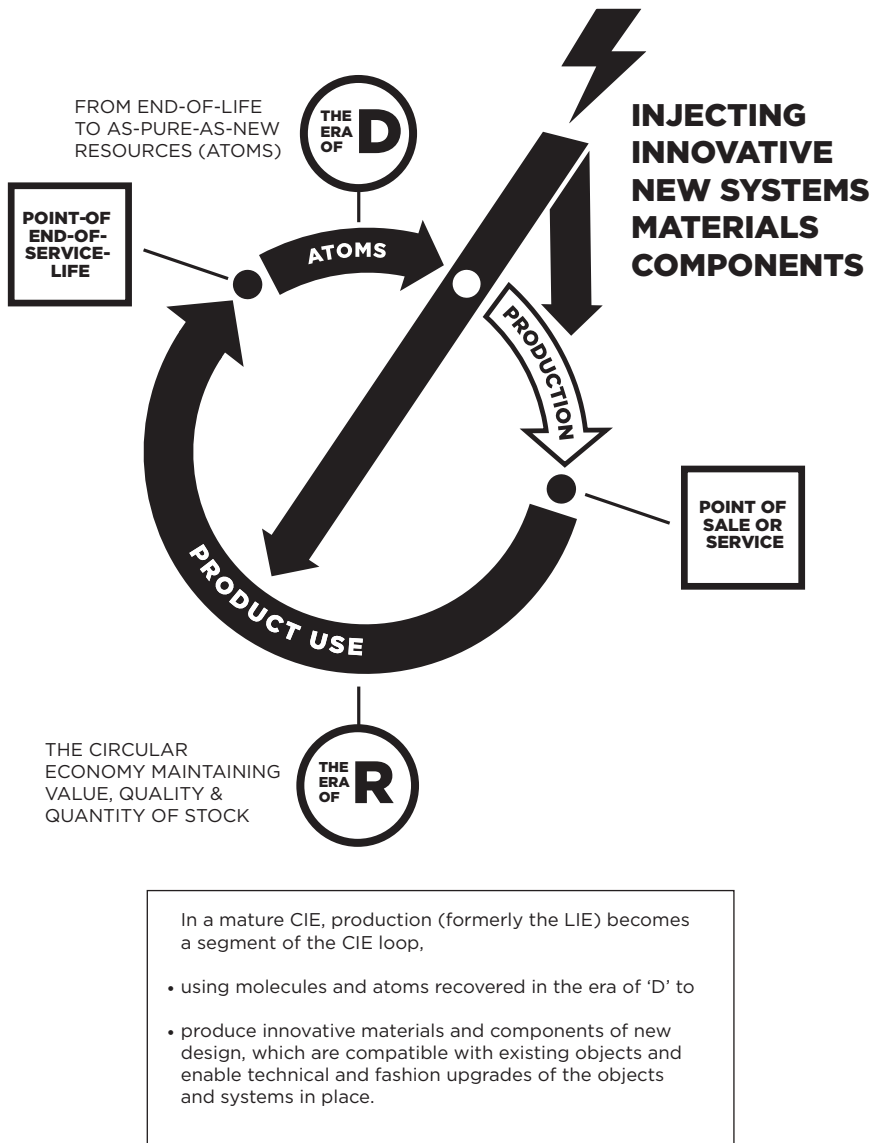 FROM END-OF-LIFE
TO AS-PURE-AS-NEW
RESOURCES (ATOMS)
THE
ERA
OF D
INJECTING
INNOVATIVE
NEW SYSTEMS
MATERIALS
COMPONENTS
POINT-OF
END-OF-
SERVICE-
LIFE
ATOMS
PRODUCTION
POINT OF
SALE OR
SERVICE
PRODUCT USE
THE CIRCULAR
ECONOMY MAINTAINING
VALUE, QUALITY &
QUANTITY OF STOCK
THE
ERA
OF R
In a mature CIE, production (formerly the LIE) becomes
a segment of the CIE loop,
• using molecules and atoms recovered in the era of ‘D’ to
• produce innovative materials and components of new
design, which are compatible with existing objects and
enable technical and fashion upgrades of the objects
and systems in place.